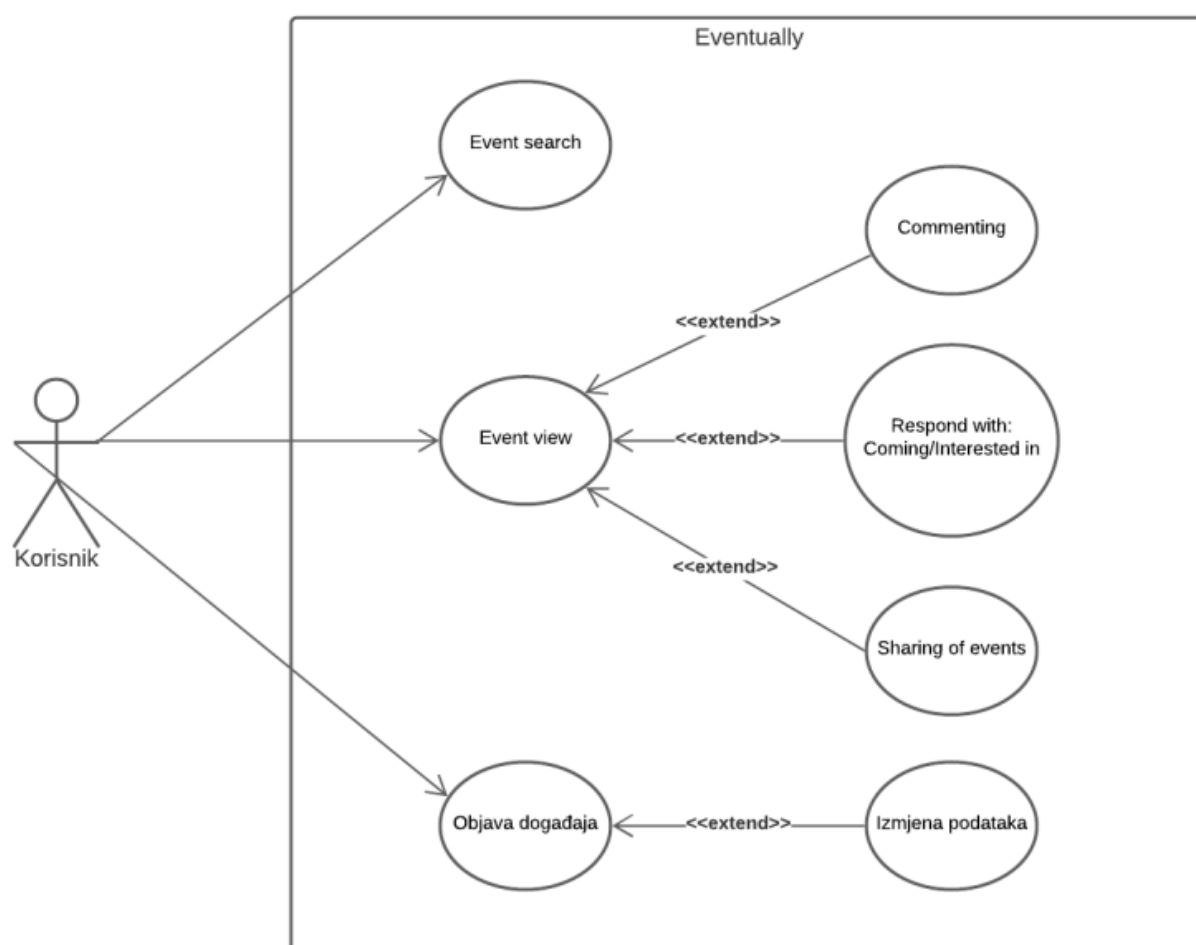 Eventually
Event search
Commenting
<<extend>>
Event view
<<extend>>
Respond with:
Coming/Interested in
Korisnik
<<extend>>
Sharing of events
Objava događaja
<<extend>>
Izmjena podataka